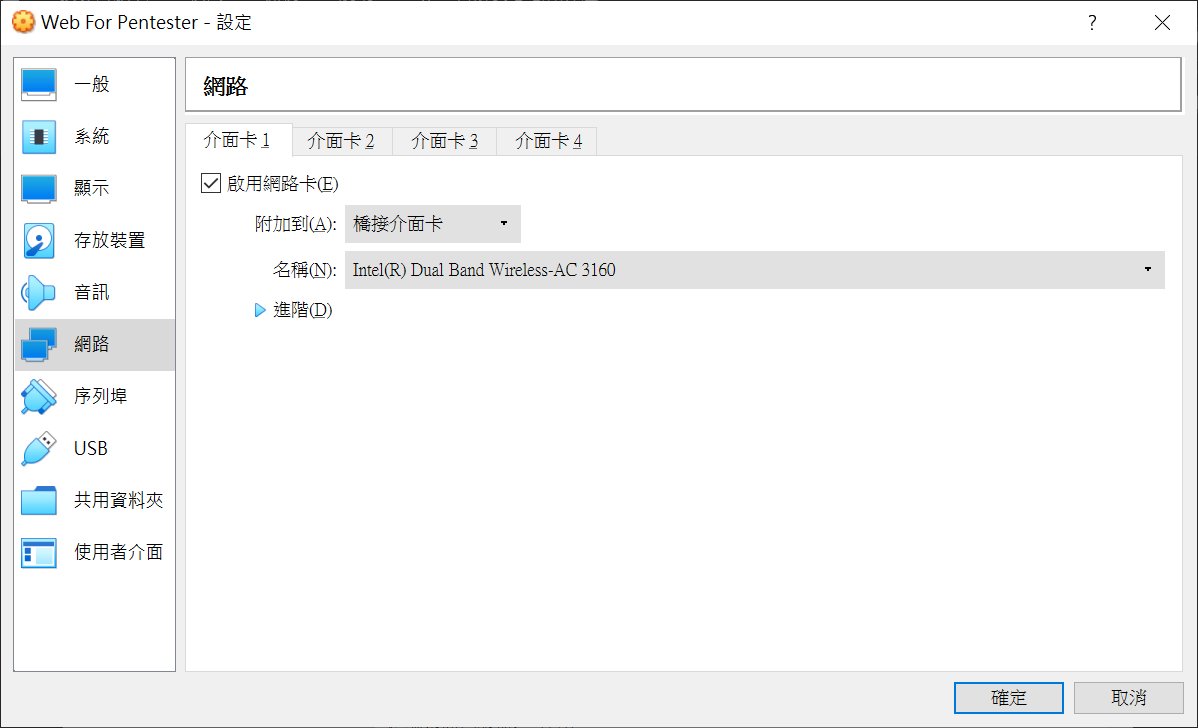 Web For Pentester - 設定
?
一般
系統
顯示
存放裝置
音訊
網路
序列埠
USB
共用資料夾
使用者介面
網路
介面卡 1 介面卡 2 介面卡 3 介面卡 4
啟用網路卡(E)
附加到(A): 橋接介面卡
名稱(N): Intel(R) Dual Band Wireless-AC 3160
進階(D)
確定 取消